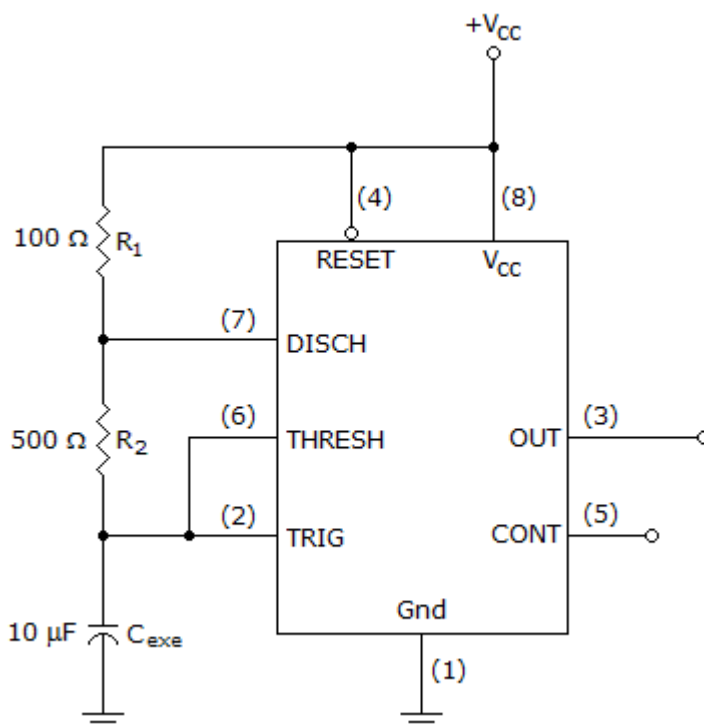 +VCC
(4) (8)
100 Ω R1
RESET VCC
(7)
DISCH
(6) (3)
500 Ω R2 THRESH OUT
(2) (5)
TRIG CONT
Gnd
10 µF Cexe
(1)